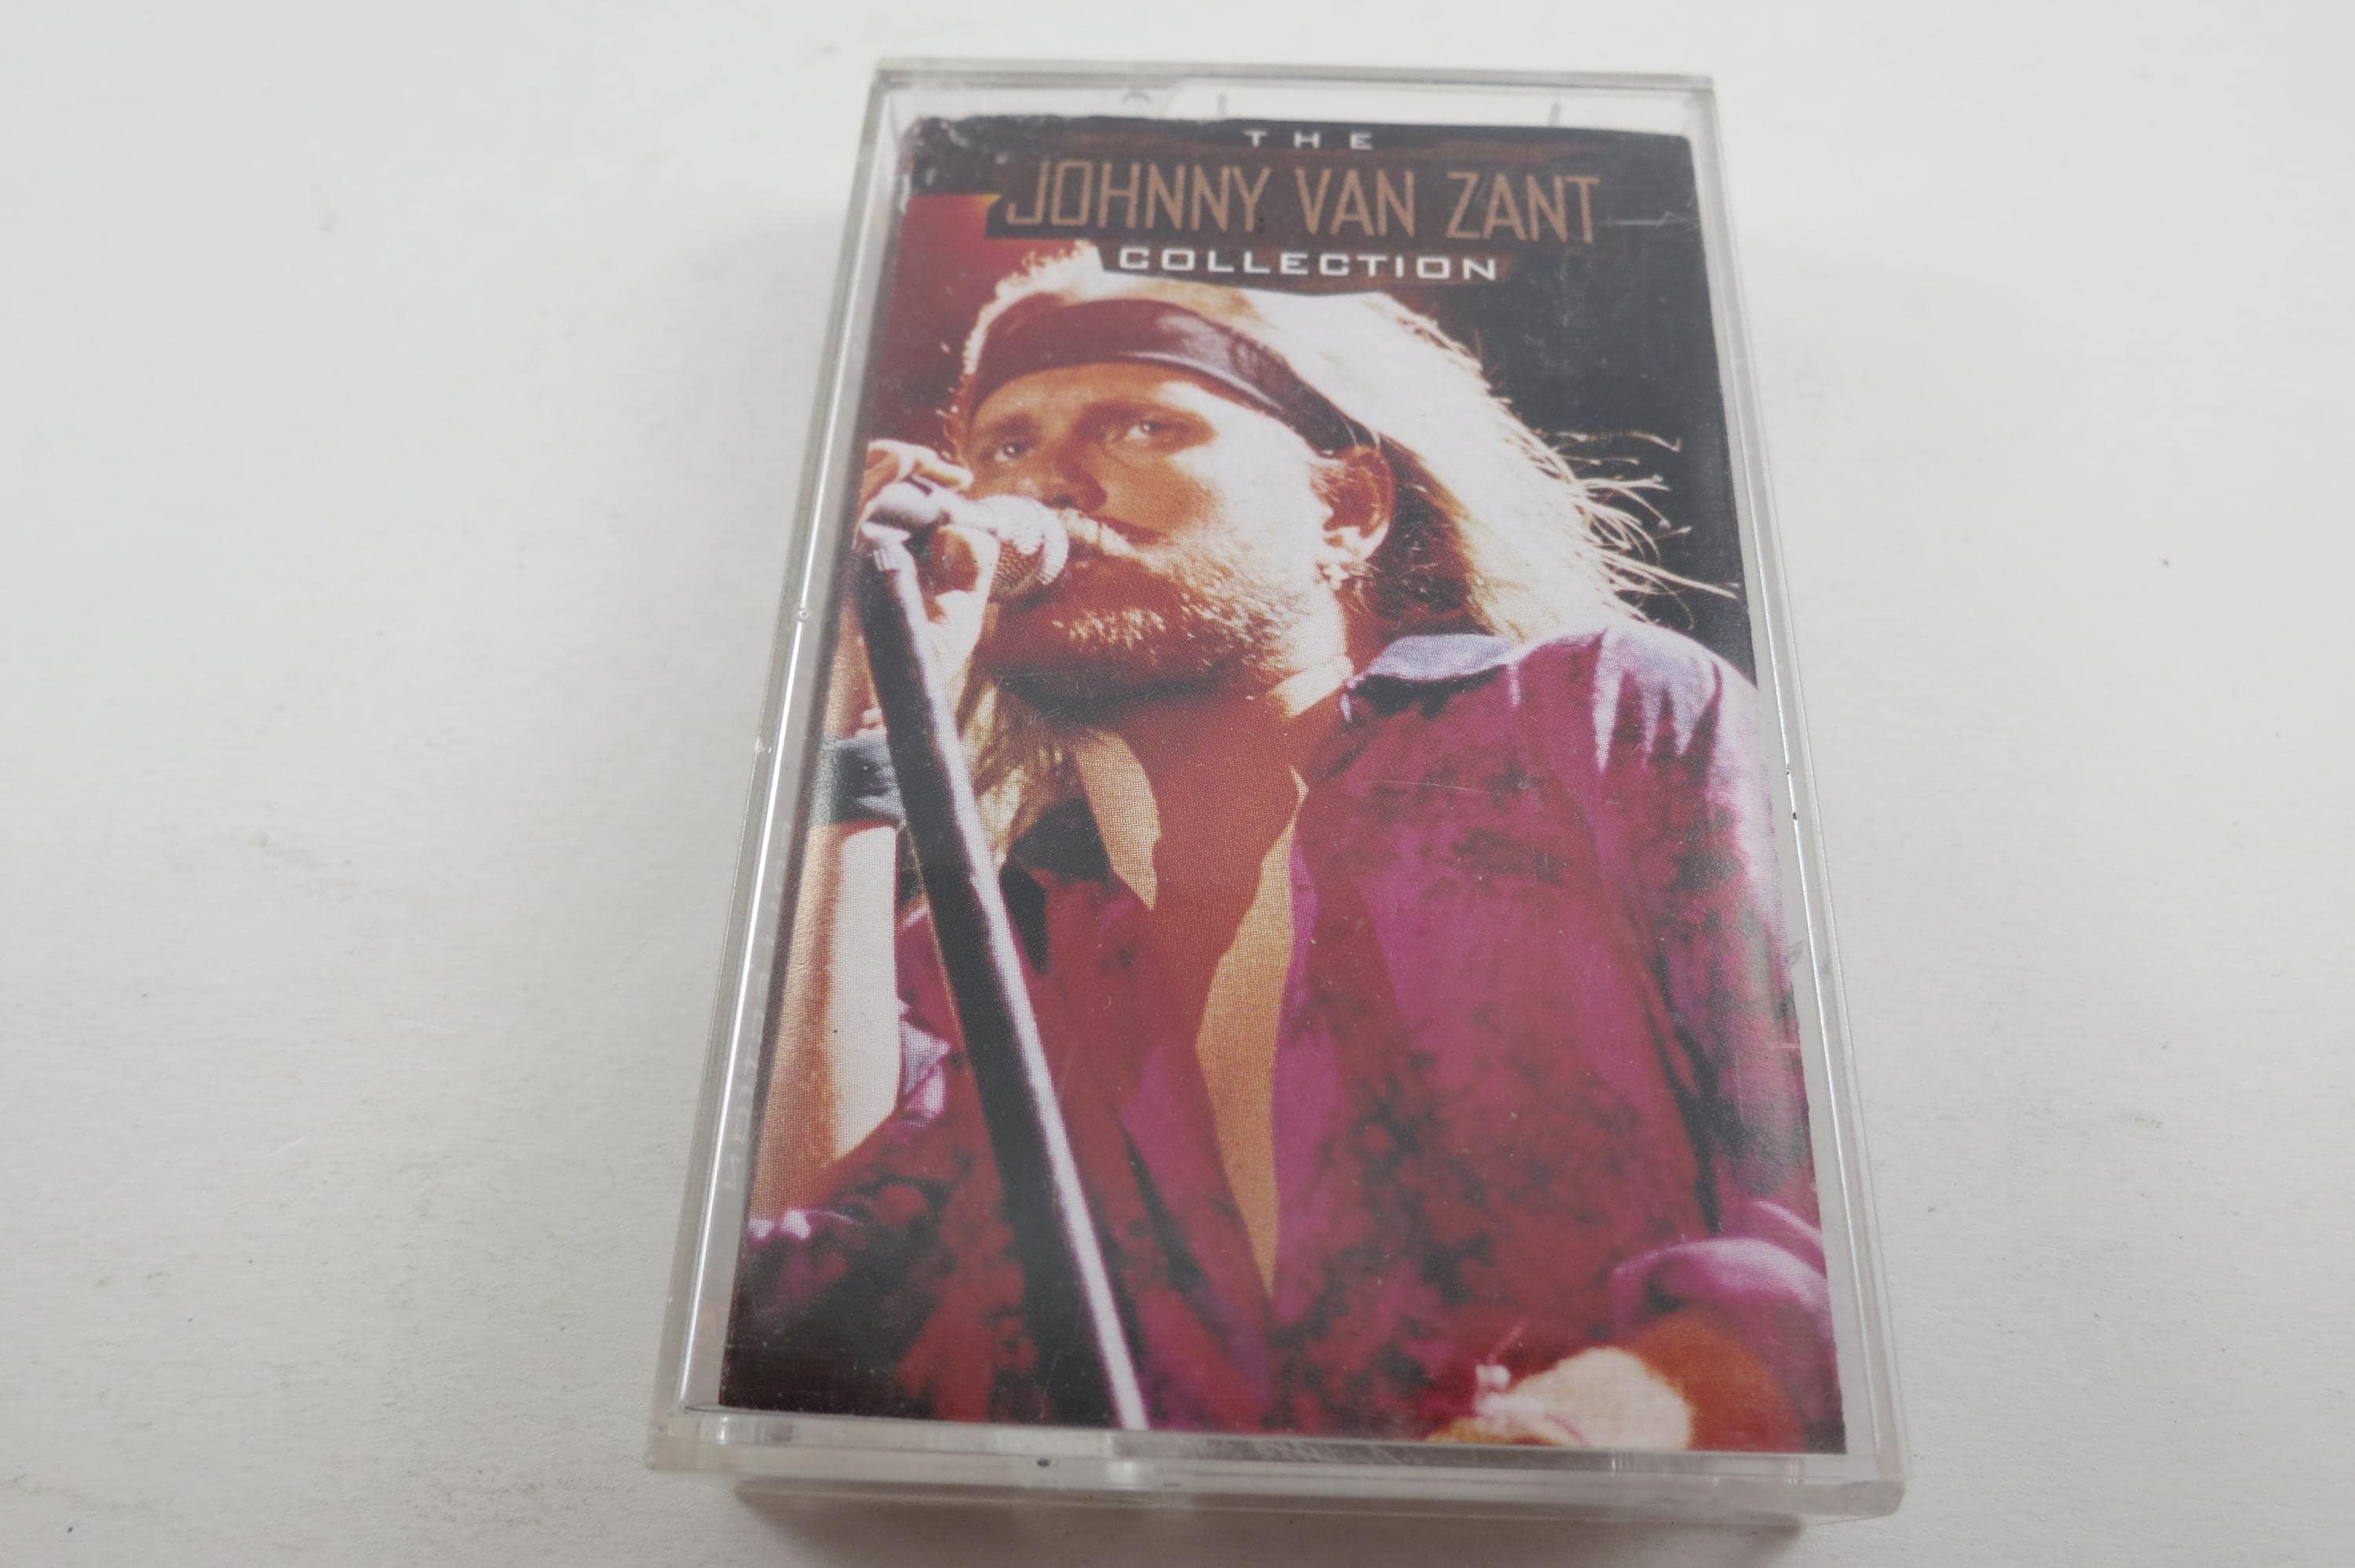 THE
JOHNNY VAN ZANT
COLLECTION